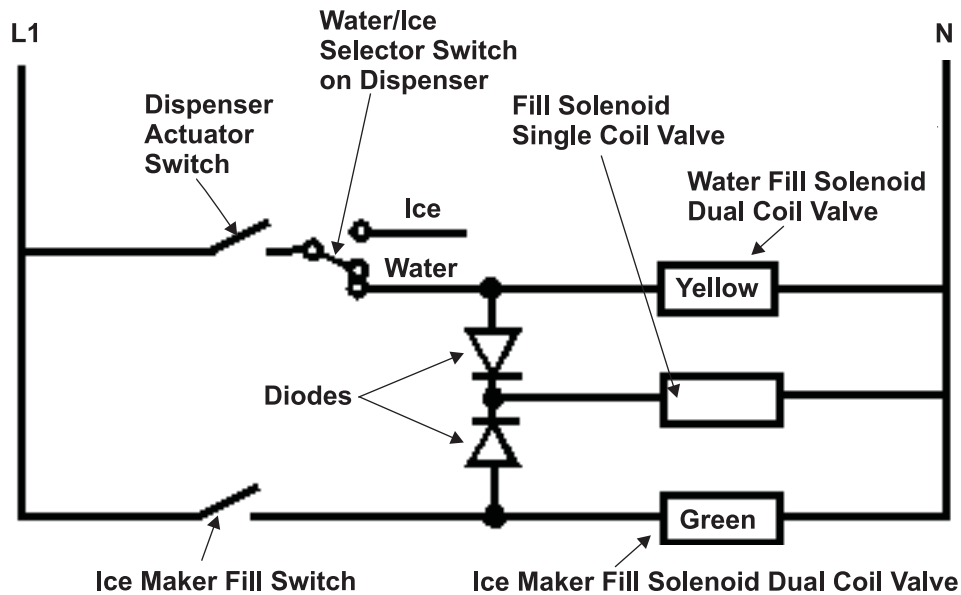 L1
Water/Ice
Selector Switch
on Dispenser
N
Dispenser
Actuator
Switch
Fill Solenoid
Single Coil Valve
Water Fill Solenoid
Dual Coil Valve
Ice
Water
Yellow
Diodes
Green
Ice Maker Fill Switch
Ice Maker Fill Solenoid Dual Coil Valve